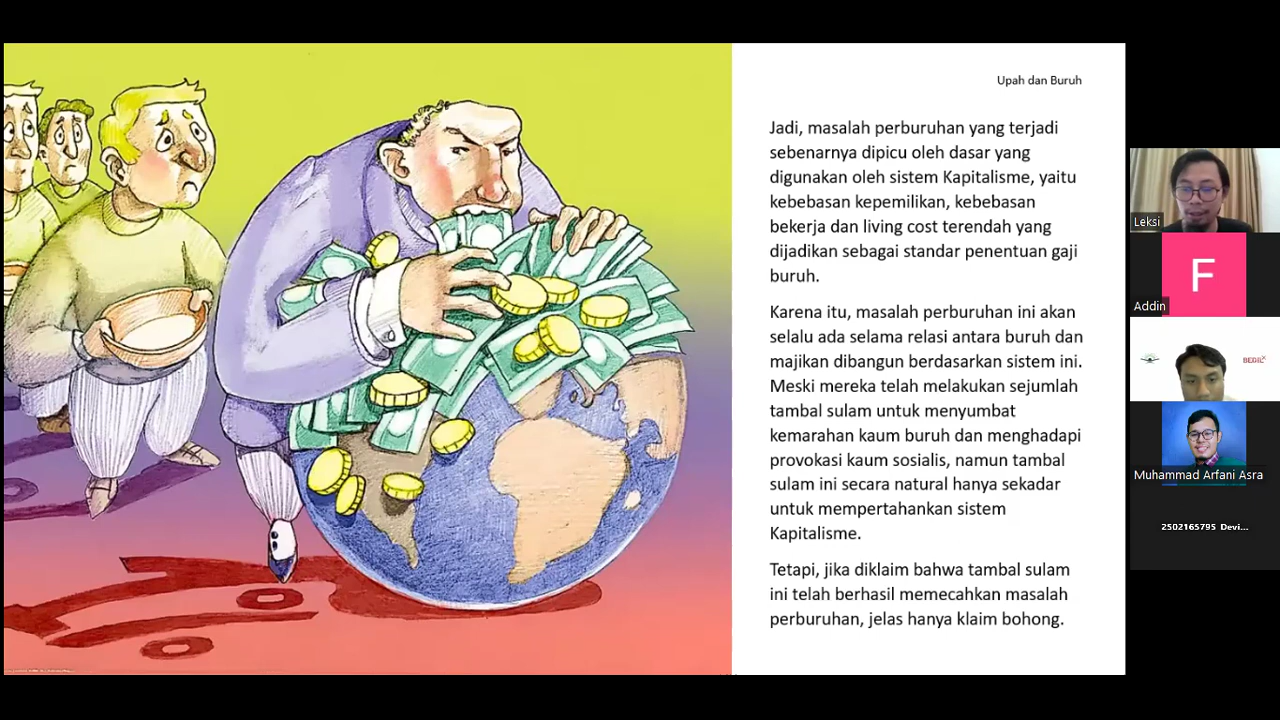 Upah dan Buruh
Jadi, masalah perburuhan yang terjadi
sebenarnya dipicu oleh dasar yang
digunakan oleh sistem Kapitalisme, yaitu
kebebasan kepemilikan, kebebasan
bekerja dan living cost terendah yang
dijadikan sebagai standar penentuan gaji
buruh.
Karena itu, masalah perburuhan ini akan
selalu ada selama relasi antara buruh dan
majikan dibangun berdasarkan sistem ini.
Meski mereka telah melakukan sejumlah
tambal sulam untuk menyumbat
kemarahan kaum buruh dan menghadapi
provokasi kaum sosialis, namun tambal
sulam ini secara natural hanya sekadar
untuk mempertahankan sistem
Kapitalisme.
Tetapi, jika diklaim bahwa tambal sulam
ini telah berhasil memecahkan masalah
perburuhan, jelas hanya klaim bohong.
Leksi
F
Addin
Muhammad Arfani Asra
2502165795 Devi...